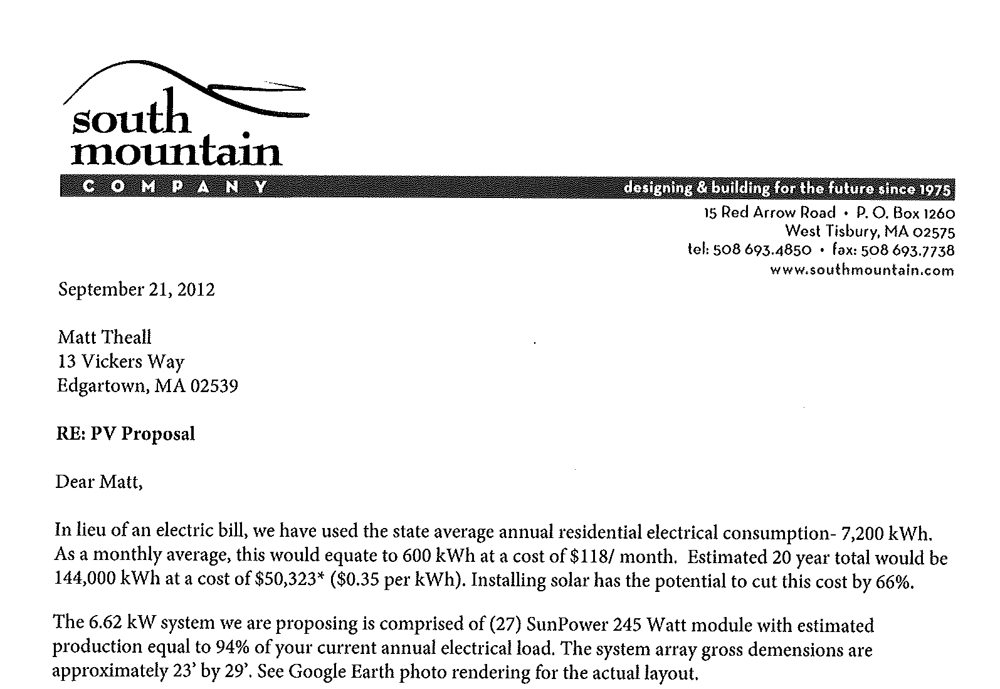 south
mountain
COMPANY
designing & building for the future since 1975
15 Red Arrow Road • P. O. Box 1260
West Tisbury, MA 02575
tel: 508 693.4850 • fax: 508 693.7738
www.southmountain.com
September 21, 2012
Matt Theall
13 Vickers Way
Edgartown, MA 02539
RE: PV Proposal
Dear Matt,
In lieu of an electric bill, we have used the state average annual residential electrical consumption- 7,200 kWh.
As a monthly average, this would equate to 600 kWh at a cost of $118/ month. Estimated 20 year total would be
144,000 kWh at a cost of $50,323* ($0.35 per kWh). Installing solar has the potential to cut this cost by 66%.
The 6.62 kW system we are proposing is comprised of (27) SunPower 245 Watt module with estimated
production equal to 94% of your current annual electrical load. The system array gross demensions are
approximately 23’ by 29’. See Google Earth photo rendering for the actual layout.